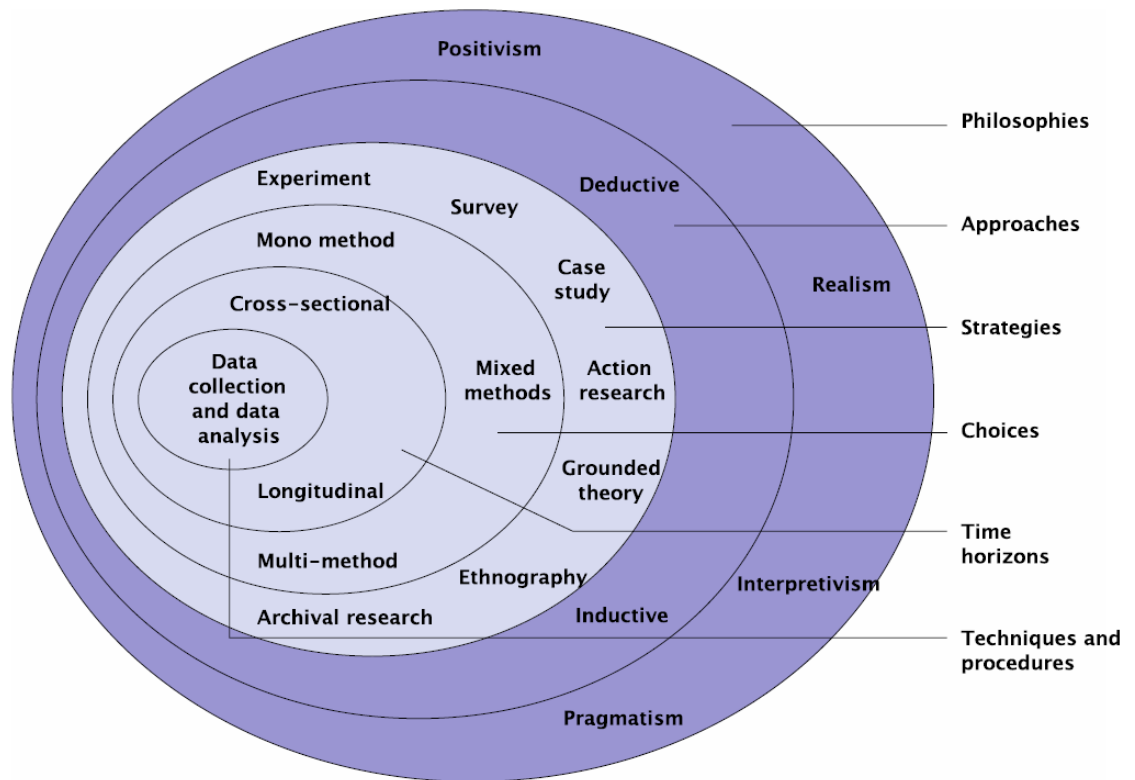 Positivism
Philosophies
Experiment
Deductive
Survey
Approaches
Mono method
Case
study
Realism
Cross-sectional
Strategies
Data
collection
and data
analysis
Mixed
methods
Action
research
Choices
Grounded
theory
Longitudinal
Time
horizons
Multi-method
Ethnography
Interpretivism
Archival research
Inductive
Techniques and
procedures
Pragmatism